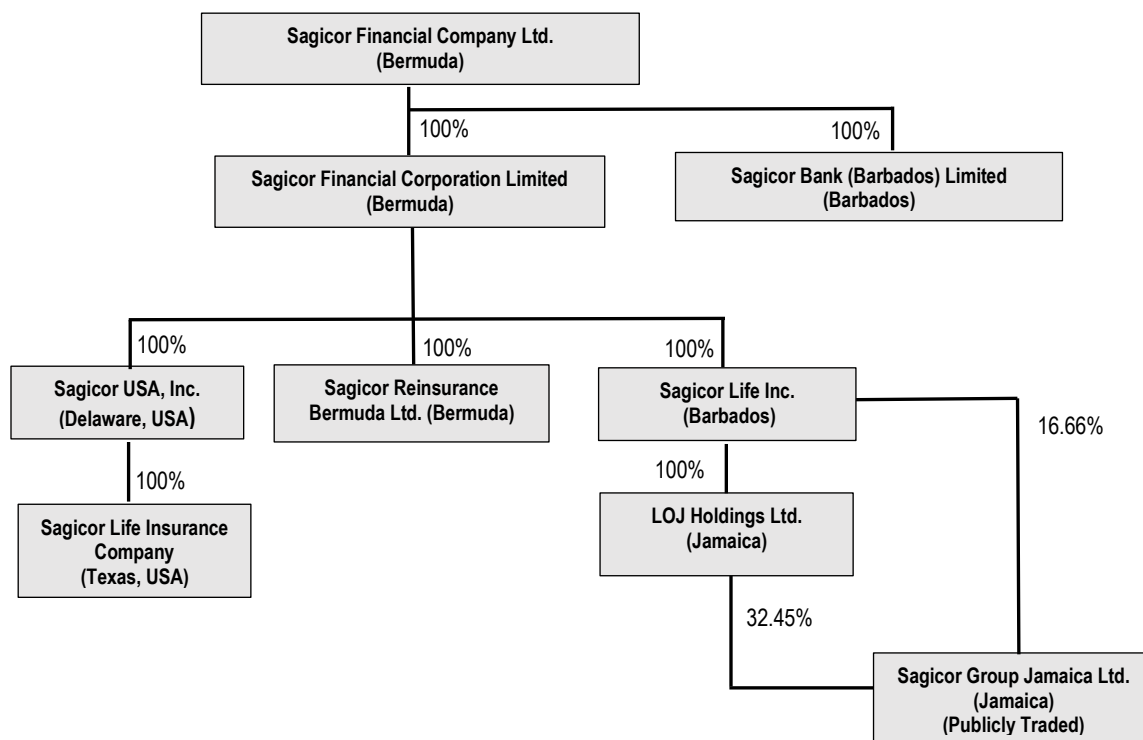 Sagicor Financial Company Ltd.
(Bermuda)
100%
100%
Sagicor Financial Corporation Limited
(Bermuda)
Sagicor Bank (Barbados) Limited
(Barbados)
100%
100%
100%
Sagicor USA, Inc.
(Delaware, USA)
Sagicor Reinsurance
Bermuda Ltd. (Bermuda)
Sagicor Life Inc.
(Barbados)
16.66%
100%
100%
Sagicor Life Insurance
Company
(Texas, USA)
LOJ Holdings Ltd.
(Jamaica)
32.45%
Sagicor Group Jamaica Ltd.
(Jamaica)
(Publicly Traded)